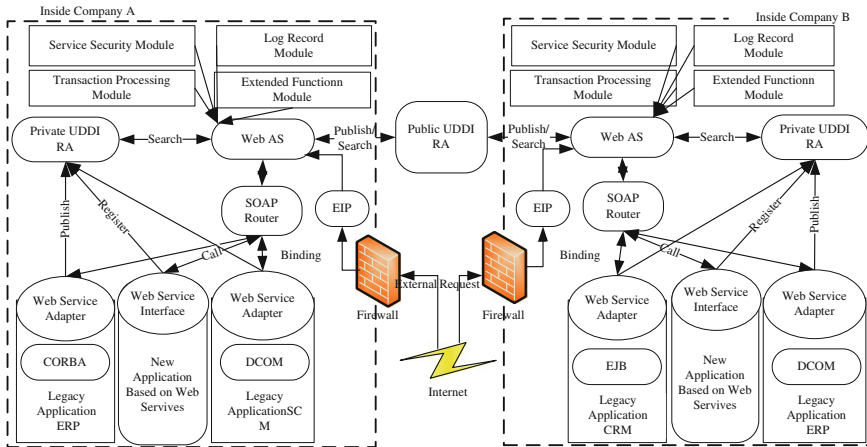 Inside Company A
Service Security Module
Log Record
Module
Transaction Processing
Module
Extended Functionn
Module
Private UDDI
RA
Search
Web AS
Publish/
Search
SOAP
Router
EIP
Publish
Register
Call
Binding
Web Service
Adapter
Web Service
Interface
Web Service
Adapter
CORBA
Legacy
Application
ERP
New
Application
Based on Web
Servives
DCOM
Legacy
ApplicationSC
M
Firewall
Public UDDI
RA
External Request
Internet
Firewall
Inside Company B
Service Security Module
Log Record
Module
Transaction Processing
Module
Extended Functionn
Module
Publish/
Search
Web AS
Search
Private UDDI
RA
EIP
SOAP
Router
Binding
Call
Register
Publish
Web Service
Adapter
Web Service
Interface
Web Service
Adapter
EJB
Legacy
Application
CRM
New
Application
Based on Web
Servives
DCOM
Legacy
Application
ERP